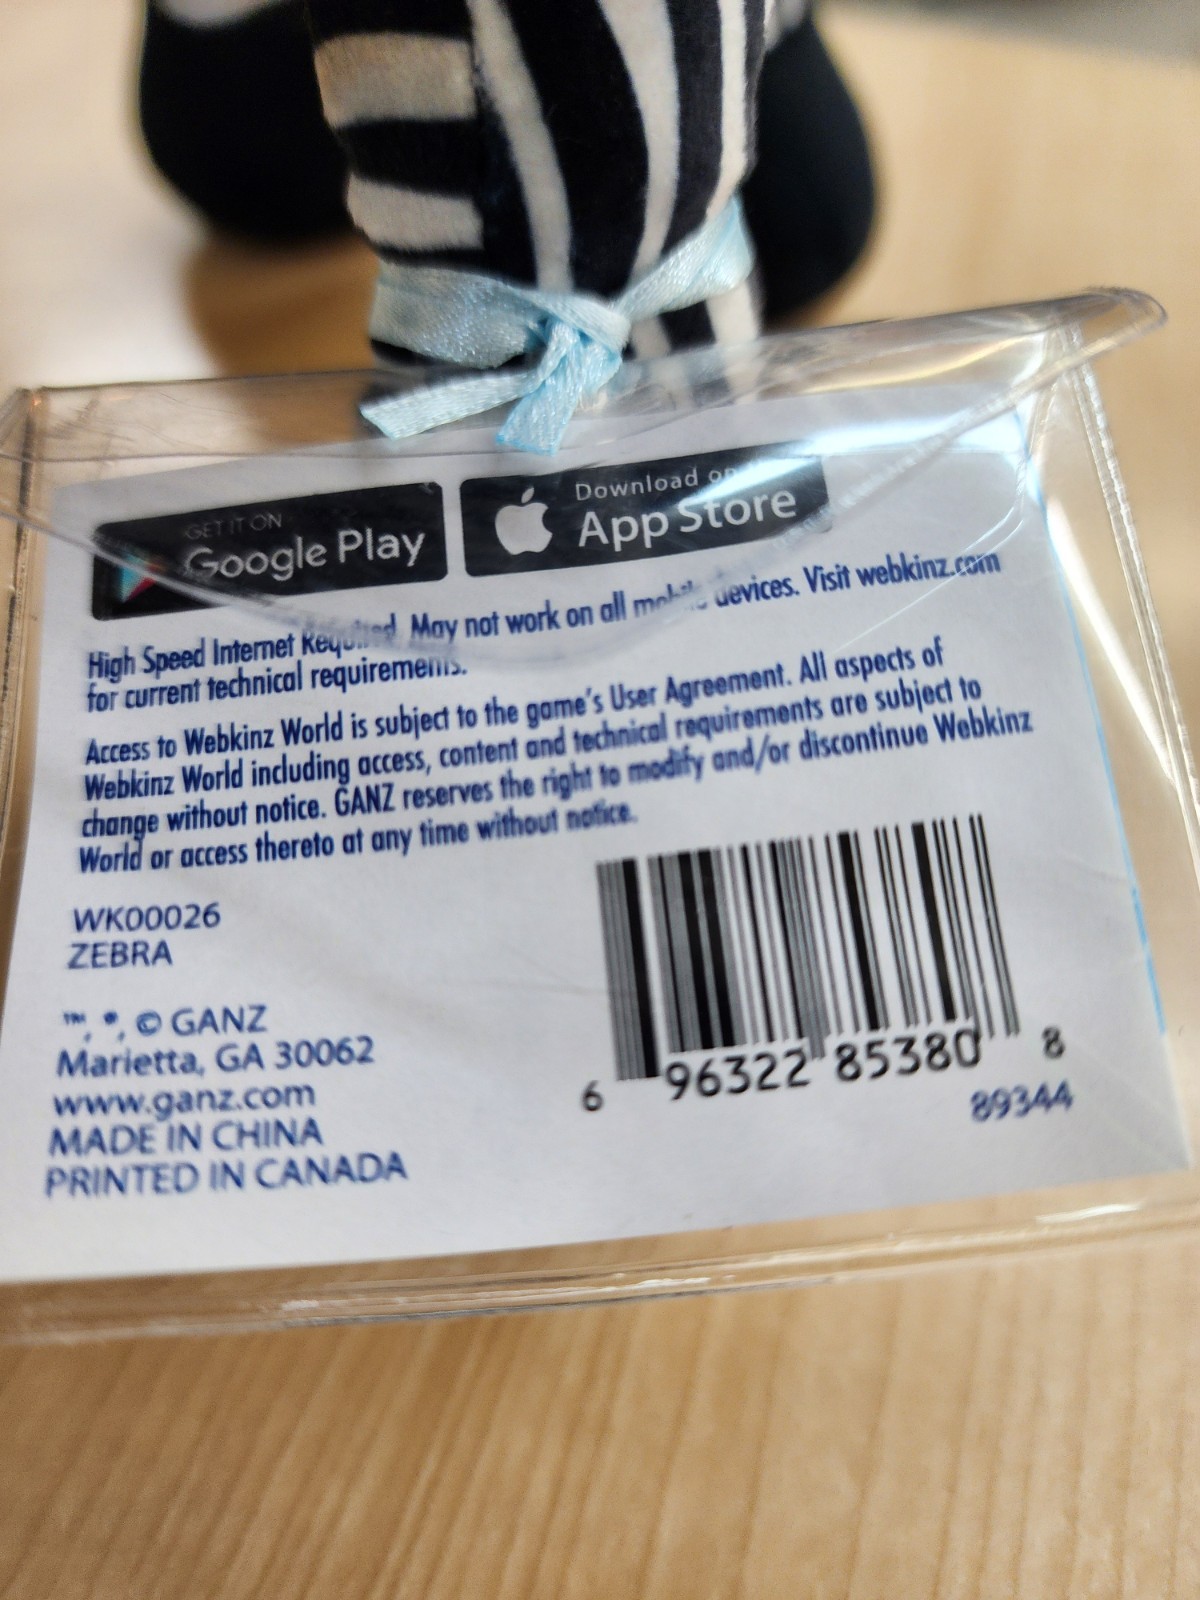 GET IT ON
Google Play
Download on
App Store
High Speed Internet Required. May not work on all mobile devices. Visit webkinz.com
for current technical requirements.
Access to Webkinz World is subject to the game's User Agreement. All aspects of
Webkinz World including access, content and technical requirements are subject to
change without notice. GANZ reserves the right to modify and/or discontinue Webkinz
World or access thereto at any time without notice.
WK00026
ZEBRA
™, ®, © GANZ
Marietta, GA 30062
www.ganz.com
MADE IN CHINA
PRINTED IN CANADA
6 96322 85380 8
89344